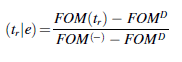 (t_r|e) = \frac{FOM(t_r) - FOM^D}{FOM^{(-)} - FOM^D}